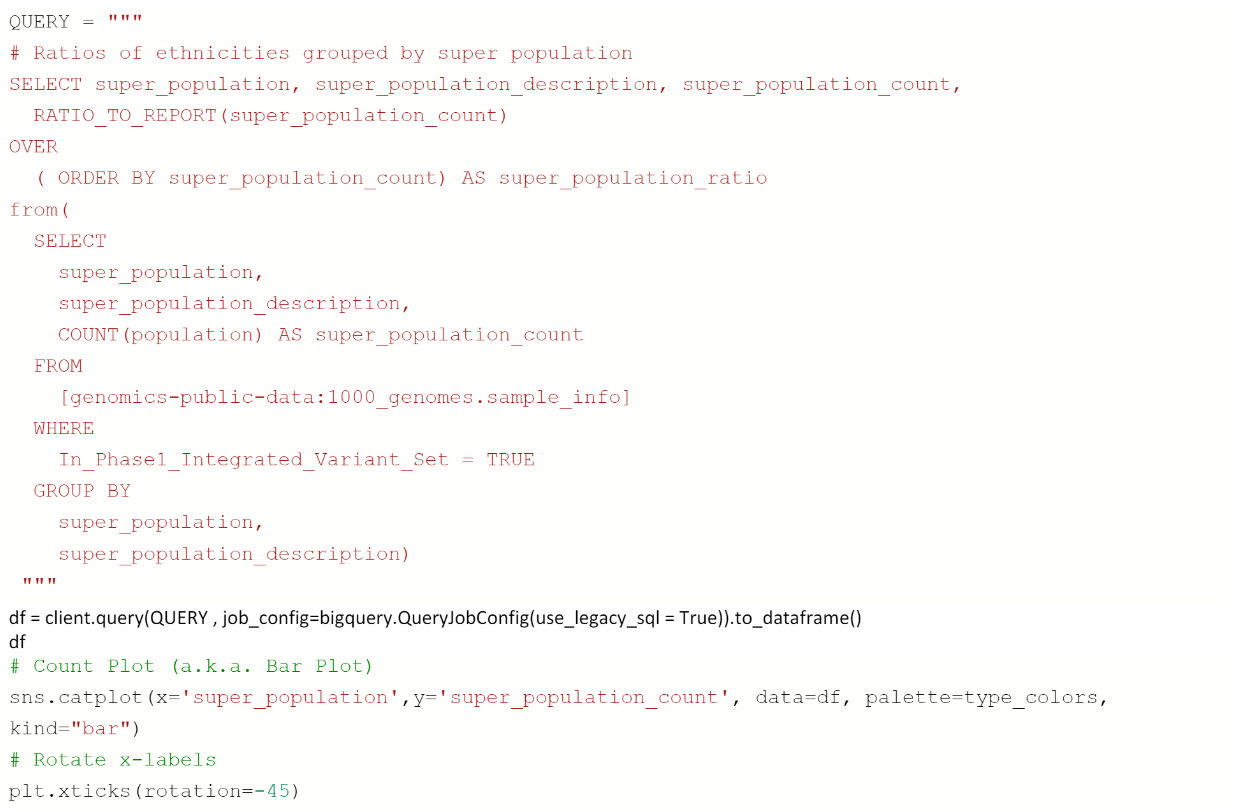 QUERY = """
# Ratios of ethnicities grouped by super population
SELECT super_population, super_population_description, super_population_count,
  RATIO_TO_REPORT(super_population_count)
OVER
  ( ORDER BY super_population_count) AS super_population_ratio
from(
  SELECT
    super_population,
    super_population_description,
    COUNT(population) AS super_population_count
  FROM
    [genomics-public-data:1000_genomes.sample_info]
  WHERE
    In_Phase1_Integrated_Variant_Set = TRUE
  GROUP BY
    super_population,
    super_population_description)
 """
df = client.query(QUERY , job_config=bigquery.QueryJobConfig(use_legacy_sql = True)).to_dataframe()
df
# Count Plot (a.k.a. Bar Plot)
sns.catplot(x='super_population',y='super_population_count', data=df, palette=type_colors,
kind="bar")
# Rotate x-labels
plt.xticks(rotation=-45)